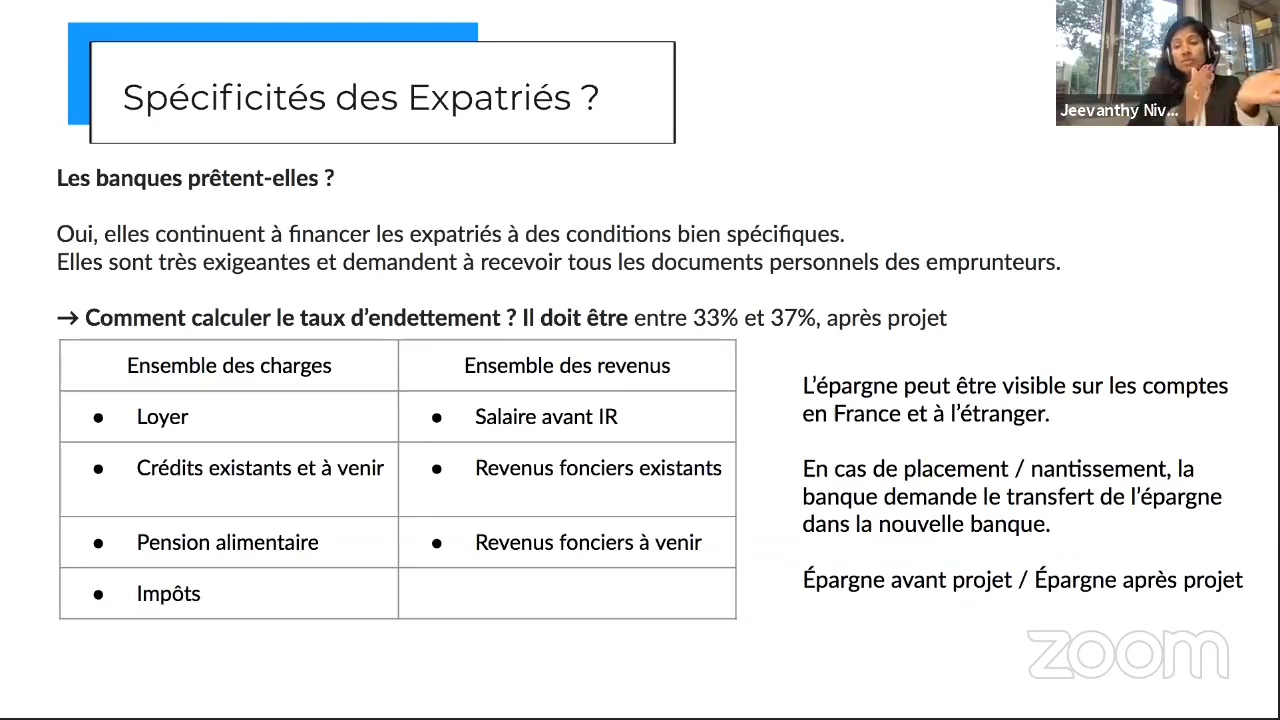 Spécificités des Expatriés ?
Jeevanthy Niv...
Les banques prêtent-elles ?
Oui, elles continuent à financer les expatriés à des conditions bien spécifiques.
Elles sont très exigeantes et demandent à recevoir tous les documents personnels des emprunteurs.
→ Comment calculer le taux d’endettement ? Il doit être entre 33% et 37%, après projet
Ensemble des charges
Ensemble des revenus
● Loyer
● Salaire avant IR
● Crédits existants et à venir
● Revenus fonciers existants
● Pension alimentaire
● Revenus fonciers à venir
● Impôts
L’épargne peut être visible sur les comptes
en France et à l’étranger.
En cas de placement / nantissement, la
banque demande le transfert de l’épargne
dans la nouvelle banque.
Épargne avant projet / Épargne après projet
zoom